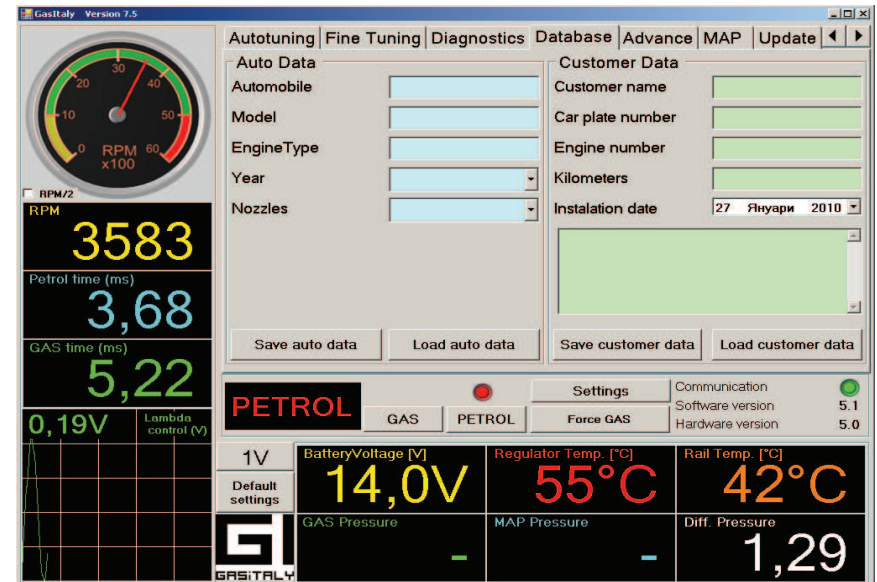 GasItaly Version 7.5
Autotuning Fine Tuning Diagnostics Database Advance MAP Update
0 10 20 30 40 50 60
RPM
x100
RPM/2
RPM
3583
Petrol time (ms)
3,68
GAS time (ms)
5,22
0,19V
Lambda
control (V)
Auto Data
Automobile
Model
EngineType
Year
Nozzles
Save auto data
Load auto data
Customer Data
Customer name
Car plate number
Engine number
Kilometers
Instalation date 27 Януари 2010
Save customer data
Load customer data
PETROL
GAS
PETROL
Settings
Force GAS
Communication
Software version 5.1
Hardware version 5.0
1V
Default
settings
GASITALY
BatteryVoltage [V]
14,0V
Regulator Temp. [°C]
55°C
Rail Temp. [°C]
42°C
GAS Pressure
-
MAP Pressure
-
Diff. Pressure
1,29